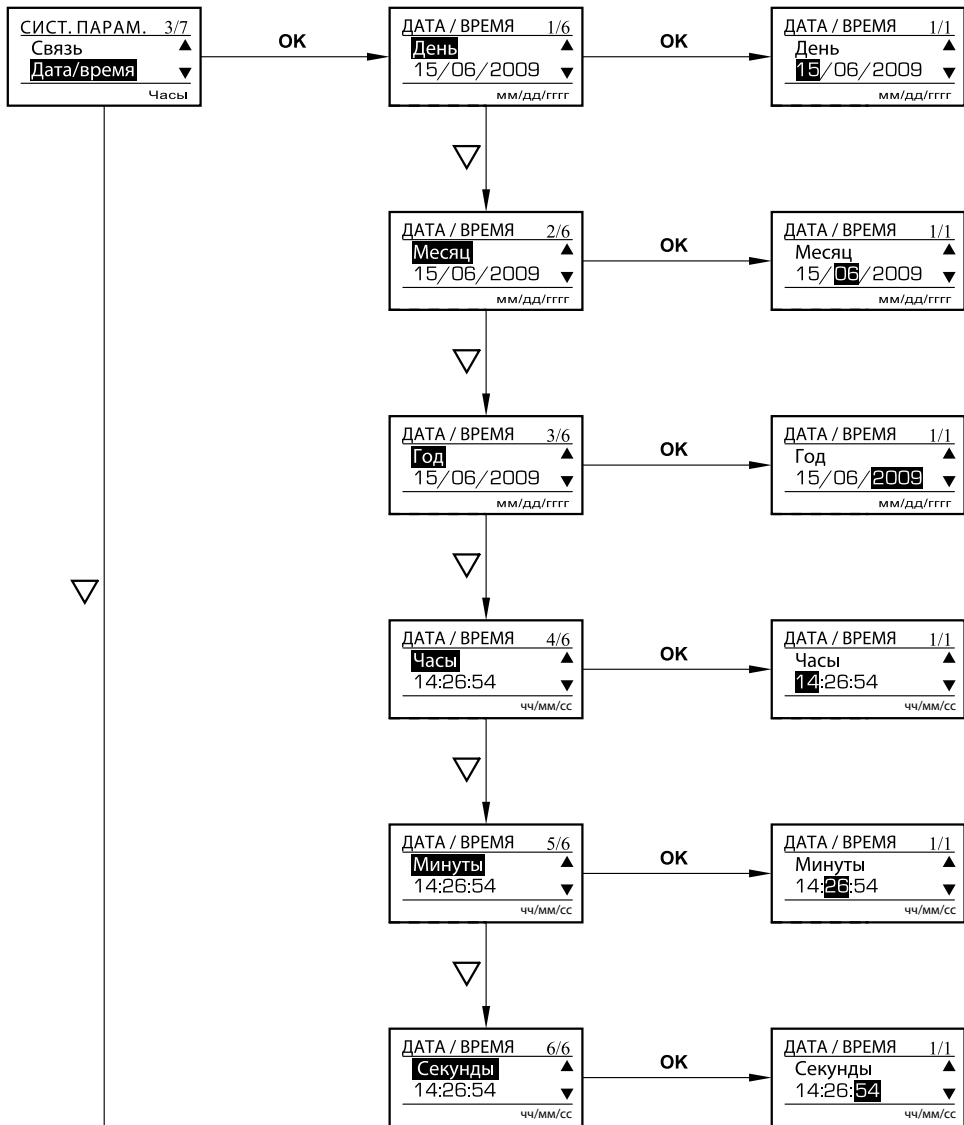 СИСТ. ПАРАМ. 3/7
Связь
Дата/время
Часы
OK
ДАТА / ВРЕМЯ 1/6
День
15/06/2009
мм/дд/гггг
OK
ДАТА / ВРЕМЯ 1/1
День
15/06/2009
мм/дд/гггг
ДАТА / ВРЕМЯ 2/6
Месяц
15/06/2009
мм/дд/гггг
OK
ДАТА / ВРЕМЯ 1/1
Месяц
15/06/2009
мм/дд/гггг
ДАТА / ВРЕМЯ 3/6
Год
15/06/2009
мм/дд/гггг
OK
ДАТА / ВРЕМЯ 1/1
Год
15/06/2009
мм/дд/гггг
ДАТА / ВРЕМЯ 4/6
Часы
14:26:54
чч/мм/сс
OK
ДАТА / ВРЕМЯ 1/1
Часы
14:26:54
чч/мм/сс
ДАТА / ВРЕМЯ 5/6
Минуты
14:26:54
чч/мм/сс
OK
ДАТА / ВРЕМЯ 1/1
Минуты
14:26:54
чч/мм/сс
ДАТА / ВРЕМЯ 6/6
Секунды
14:26:54
чч/мм/сс
OK
ДАТА / ВРЕМЯ 1/1
Секунды
14:26:54
чч/мм/сс